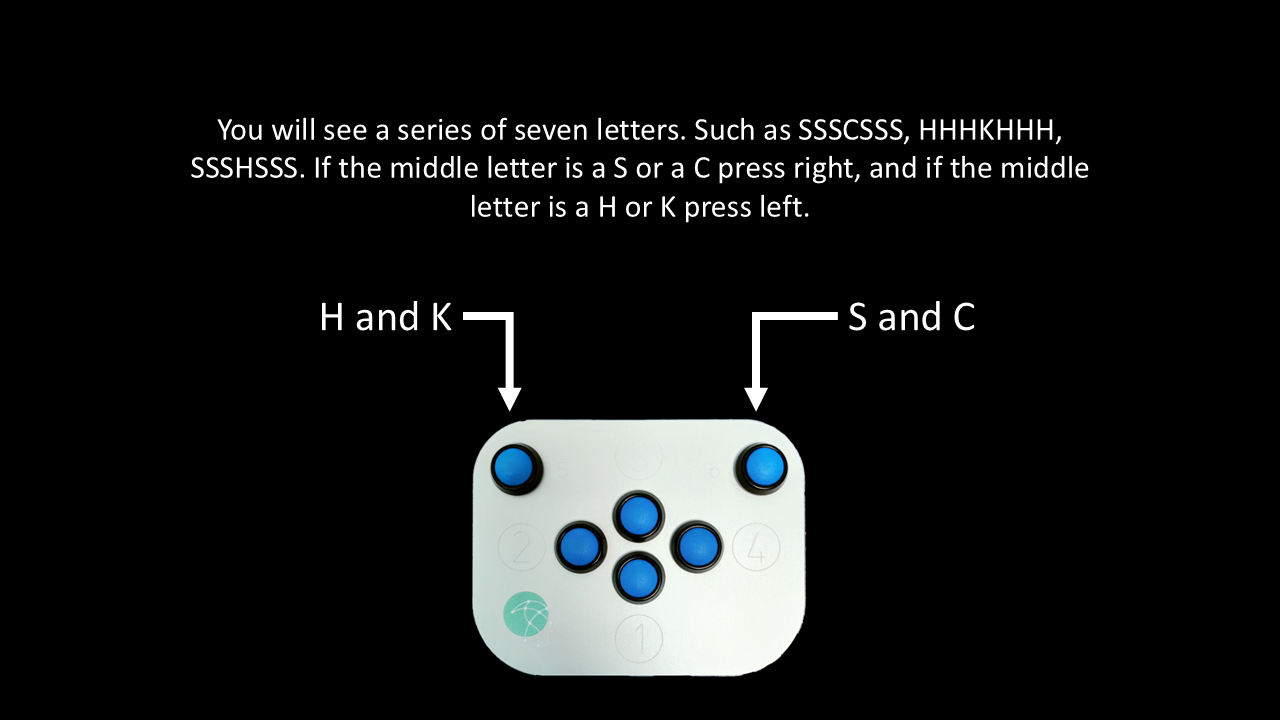 You will see a series of seven letters. Such as SSSCSSS, HHHKHHH,
SSSHSSS. If the middle letter is a S or a C press right, and if the middle
letter is a H or K press left.
H and K
S and C
3
2
4
1